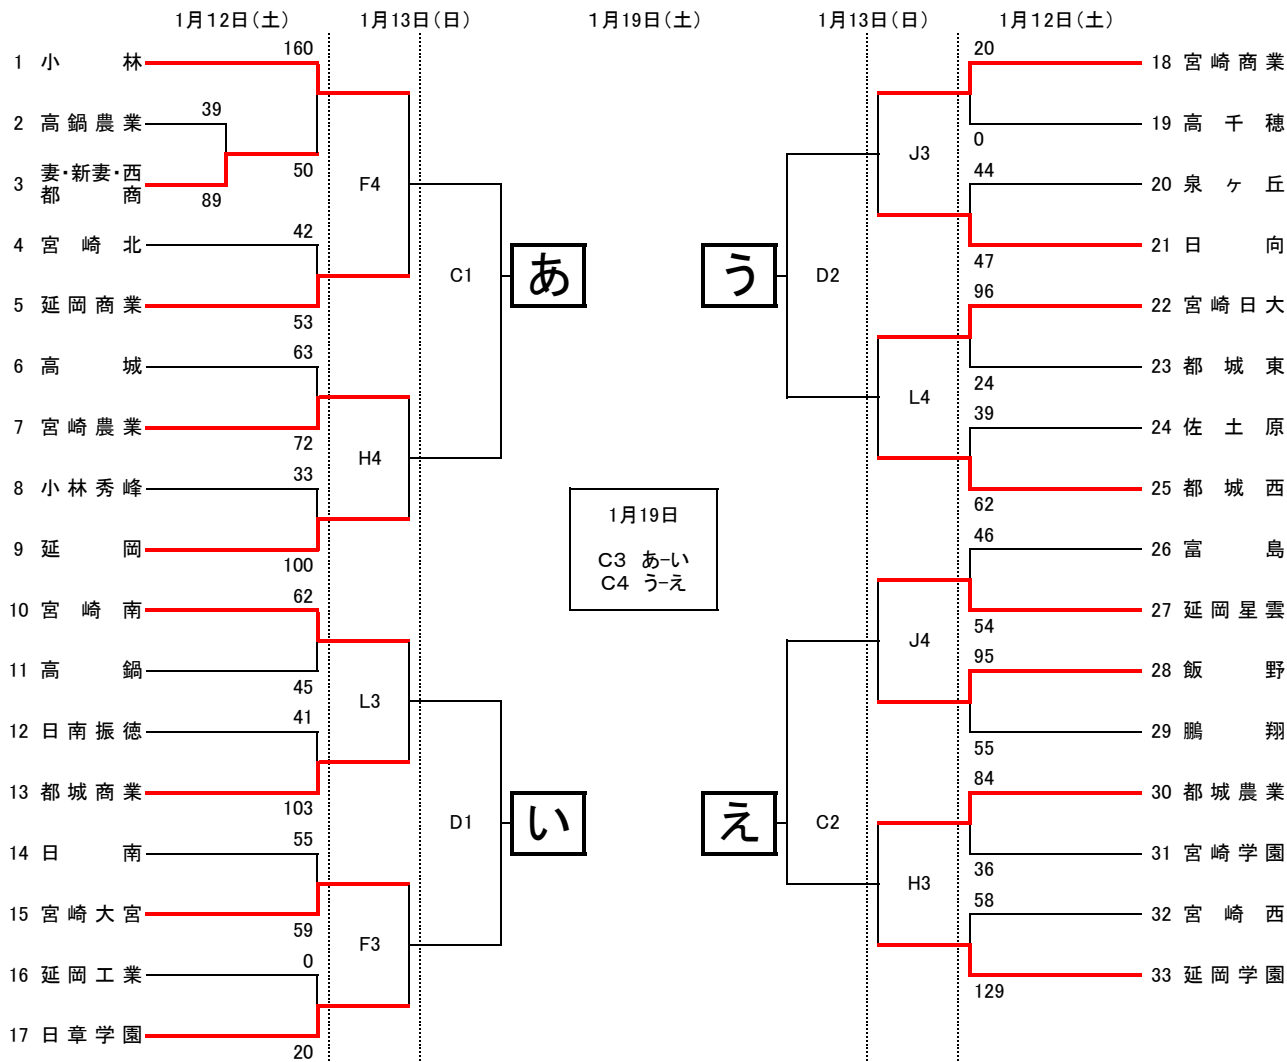 1月12日(土) 1月13日(日) 1月19日(土) 1月13日(日) 1月12日(土)
160
1 小林
39
2 高鍋農業
50
3 妻・新妻・西都商
89
F4
42
4 宮崎北
C1
あ
5 延岡商業
53
63
6 高城
7 宮崎農業
72
H4
33
8 小林秀峰
9 延岡
100
62
10 宮崎南
11 高鍋
45
L3
41
12 日南振徳
13 都城商業
103
D1
い
55
14 日南
15 宮崎大宮
59
F3
0
16 延岡工業
17 日章学園
20
1月19日
C3 あ-い
C4 う-え
20
18 宮崎商業
19 高千穂
0
J3
44
20 泉ヶ丘
う
D2
21 日向
47
96
22 宮崎日大
23 都城東
24
L4
39
24 佐土原
25 都城西
62
46
26 富島
27 延岡星雲
54
J4
95
28 飯野
29 鵬翔
55
84
30 都城農業
え
C2
31 宮崎学園
36
H3
58
32 宮崎西
33 延岡学園
129